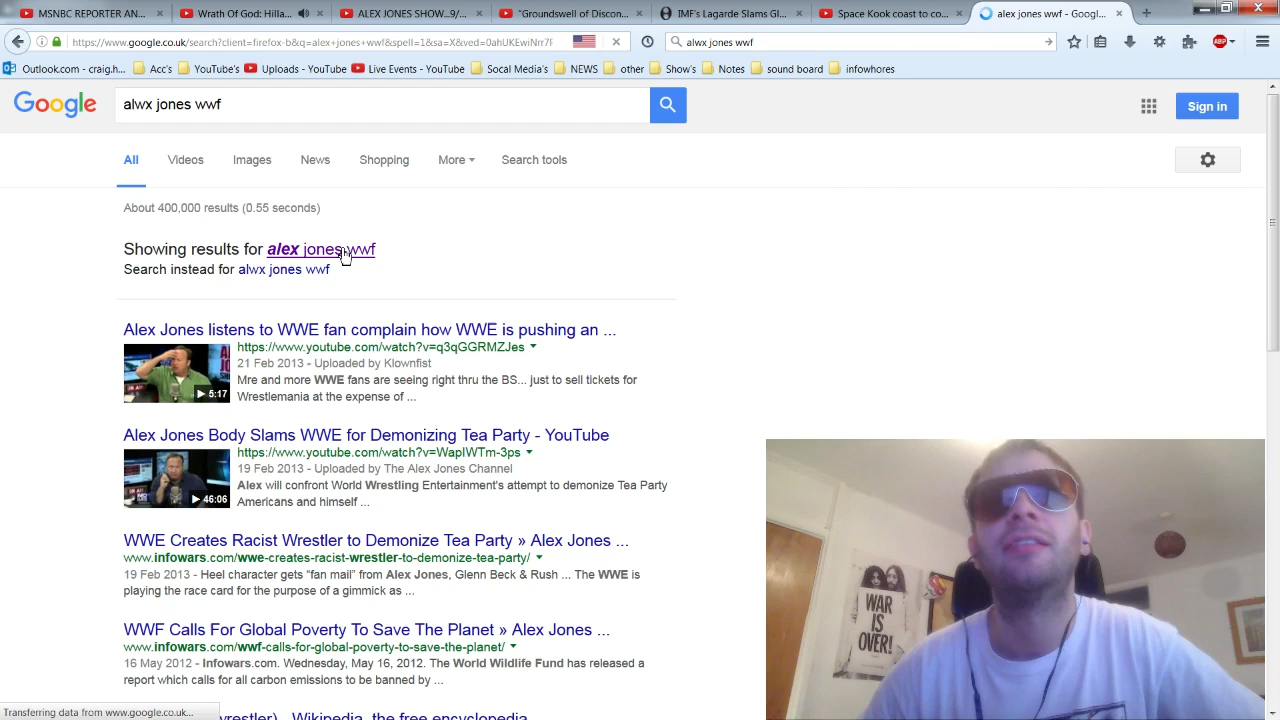 MSNBC REPORTER AN...
Wrath Of God: Hilla...
ALEX JONES SHOW...9/...
"Groundswell of Discon...
IMF's Lagarde Slams Gl...
Space Kook coast to co...
alex jones wwf - Googl...
https://www.google.co.uk/search?client=firefox-b&q=alex+jones+wwf&spell=1&sa=X&ved=0ahUKEwiNrr7F
alwx jones wwf
ABP
Outlook.com - craig.h...
Acc's
YouTube's
Uploads - YouTube
Live Events - YouTube
Socal Media's
NEWS
other
Show's
Notes
sound board
infowhores
Google
alwx jones wwf
Sign in
All
Videos
Images
News
Shopping
More
Search tools
About 400,000 results (0.55 seconds)
Showing results for alex jones wwf
Search instead for alwx jones wwf
Alex Jones listens to WWE fan complain how WWE is pushing an ...
https://www.youtube.com/watch?v=q3qGGRMZJes
21 Feb 2013 - Uploaded by Klownfist
Mre and more WWE fans are seeing right thru the BS... just to sell tickets for
Wrestlemania at the expense of ...
5:17
Alex Jones Body Slams WWE for Demonizing Tea Party - YouTube
https://www.youtube.com/watch?v=WapIWTm-3ps
19 Feb 2013 - Uploaded by The Alex Jones Channel
Alex will confront World Wrestling Entertainment's attempt to demonize Tea Party
Americans and himself ...
46:06
WWE Creates Racist Wrestler to Demonize Tea Party » Alex Jones ...
www.infowars.com/wwe-creates-racist-wrestler-to-demonize-tea-party/
19 Feb 2013 - Heel character gets "fan mail" from Alex Jones, Glenn Beck & Rush ... The WWE is
playing the race card for the purpose of a gimmick as ...
WWF Calls For Global Poverty To Save The Planet » Alex Jones ...
www.infowars.com/wwf-calls-for-global-poverty-to-save-the-planet/
16 May 2012 - Infowars.com. Wednesday, May 16, 2012. The World Wildlife Fund has released a
report which calls for all carbon emissions to be banned by ...
Wikipedia, the free encyclopedia
Transferring data from www.google.co.uk...
WAR
IS
OVER!